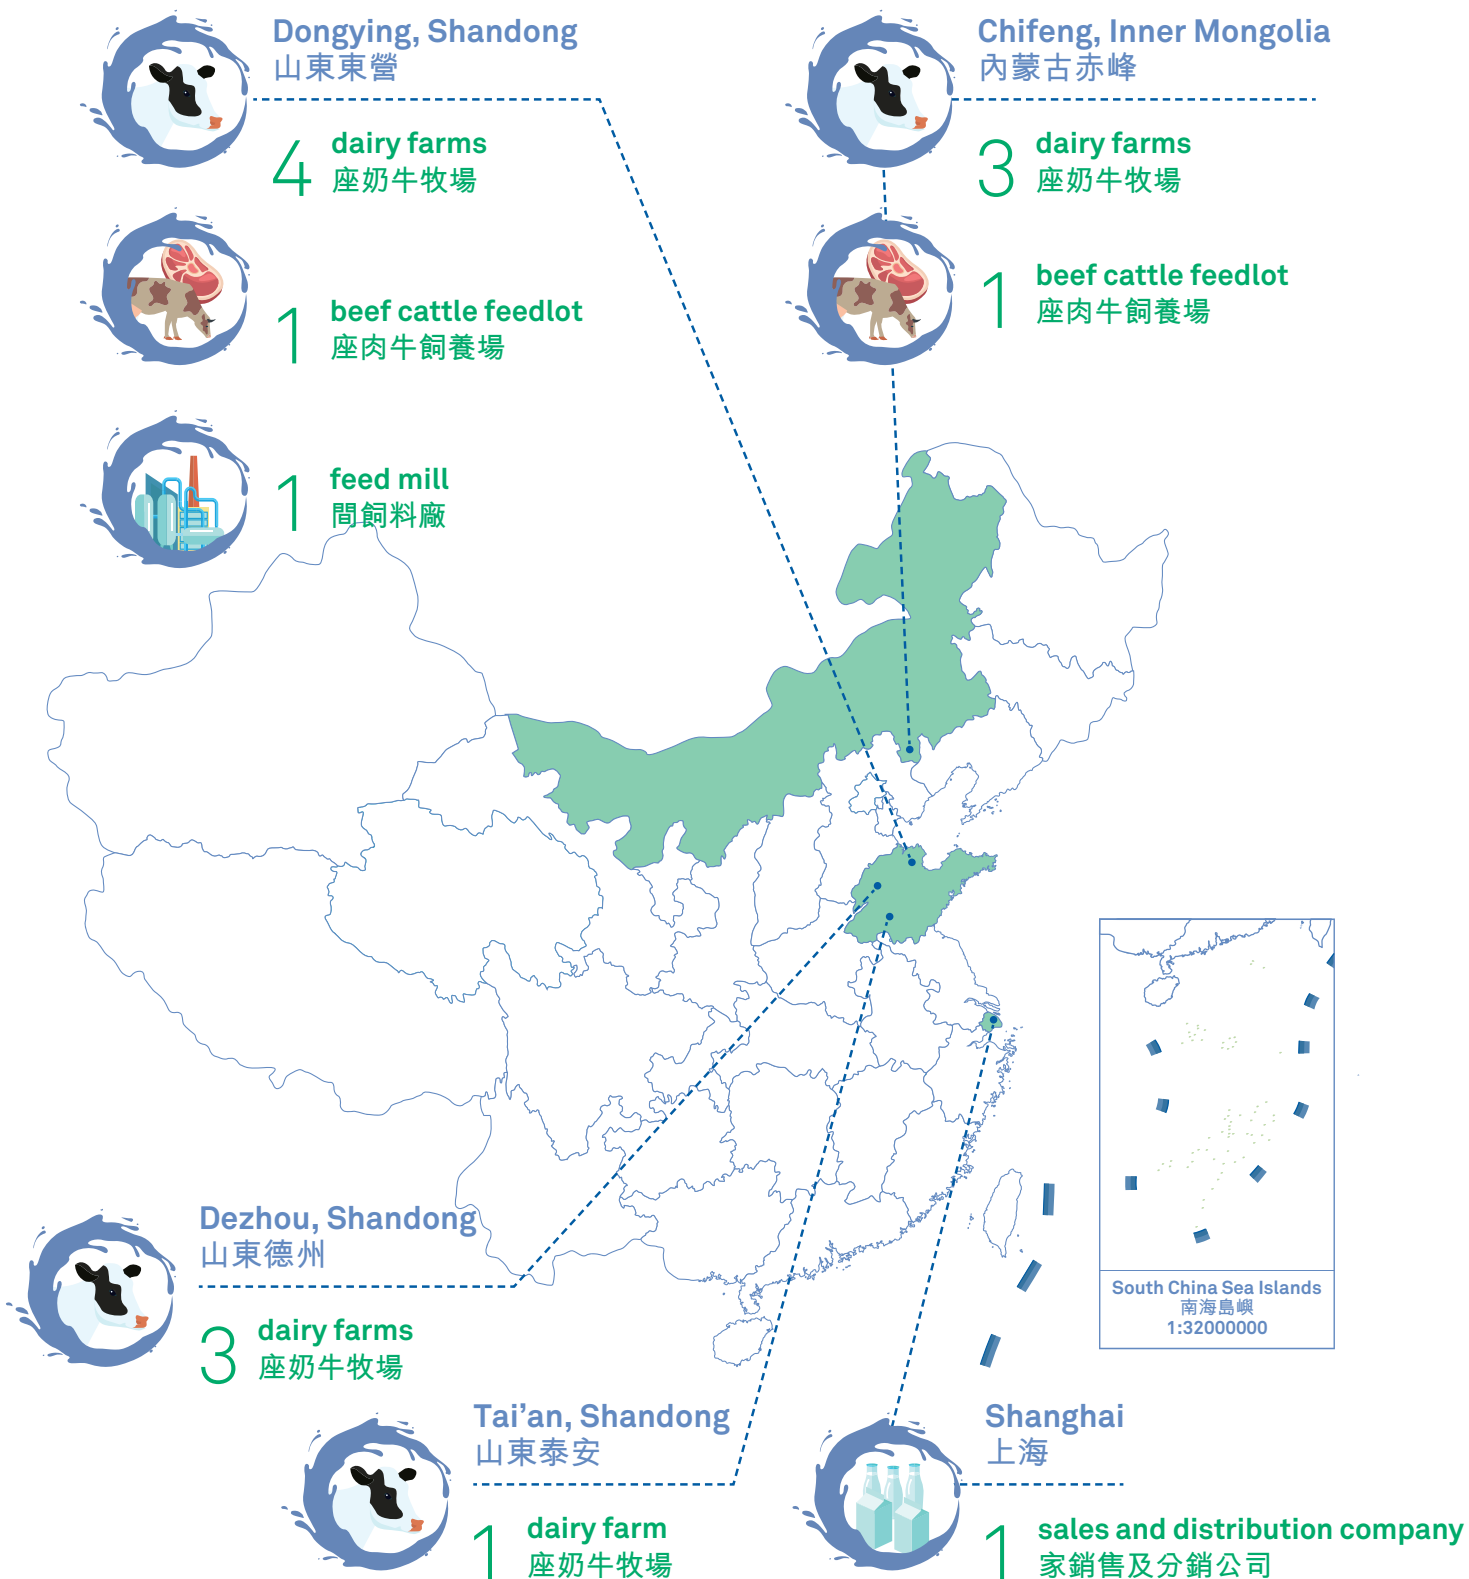 Dongying, Shandong
山東東營
4
dairy farms
座奶牛牧場
1
beef cattle feedlot
座肉牛飼養場
1
feed mill
間飼料廠
Chifeng, Inner Mongolia
內蒙古赤峰
3
dairy farms
座奶牛牧場
1
beef cattle feedlot
座肉牛飼養場
Dezhou, Shandong
山東德州
3
dairy farms
座奶牛牧場
Tai’an, Shandong
山東泰安
1
dairy farm
座奶牛牧場
Shanghai
上海
1
sales and distribution company
家銷售及分銷公司
South China Sea Islands
南海島嶼
1:32000000